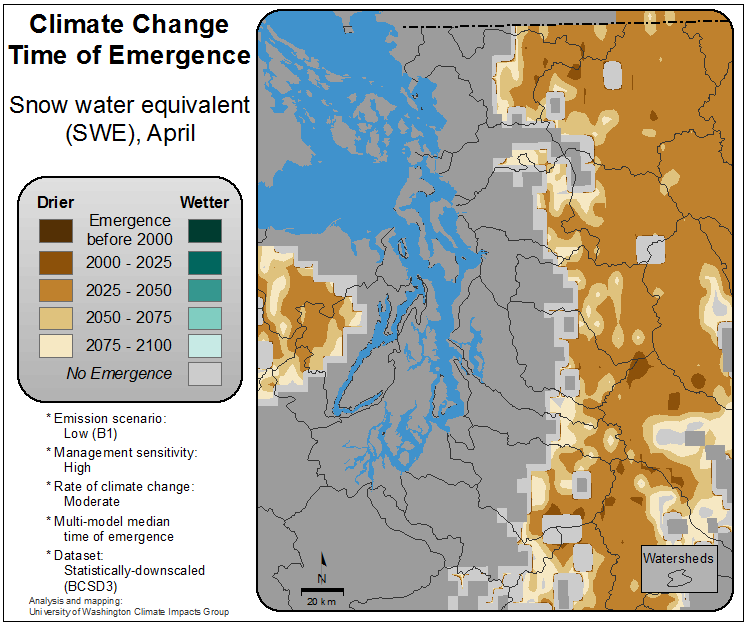 Climate Change
Time of Emergence
Snow water equivalent
(SWE), April
Drier Wetter
Emergence
before 2000
2000 - 2025
2025 - 2050
2050 - 2075
2075 - 2100
No Emergence
* Emission scenario:
Low (B1)
* Management sensitivity:
High
* Rate of climate change:
Moderate
* Multi-model median
time of emergence
* Dataset:
Statistically-downscaled
(BCSD3)
Analysis and mapping:
University of Washington Climate Impacts Group
N
20 km
Watersheds